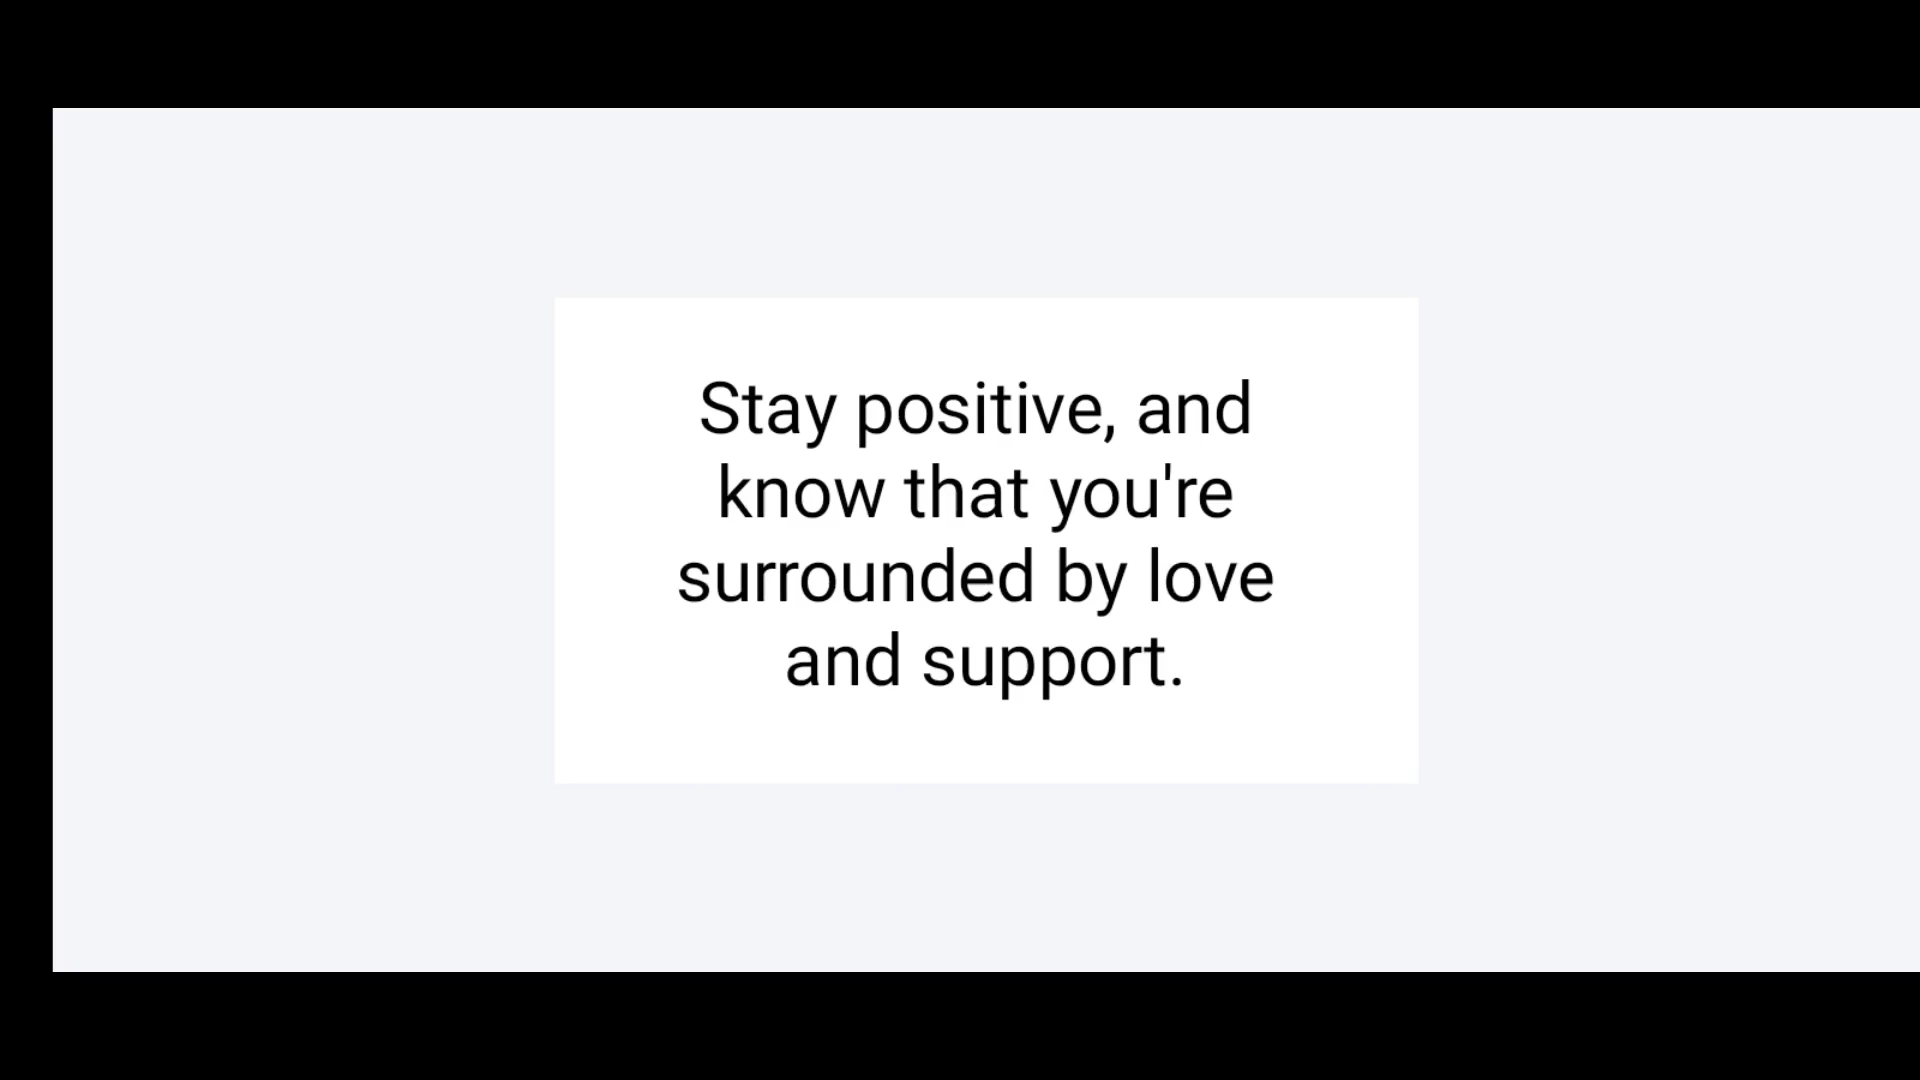 Stay positive, and
know that you're
surrounded by love
and support.